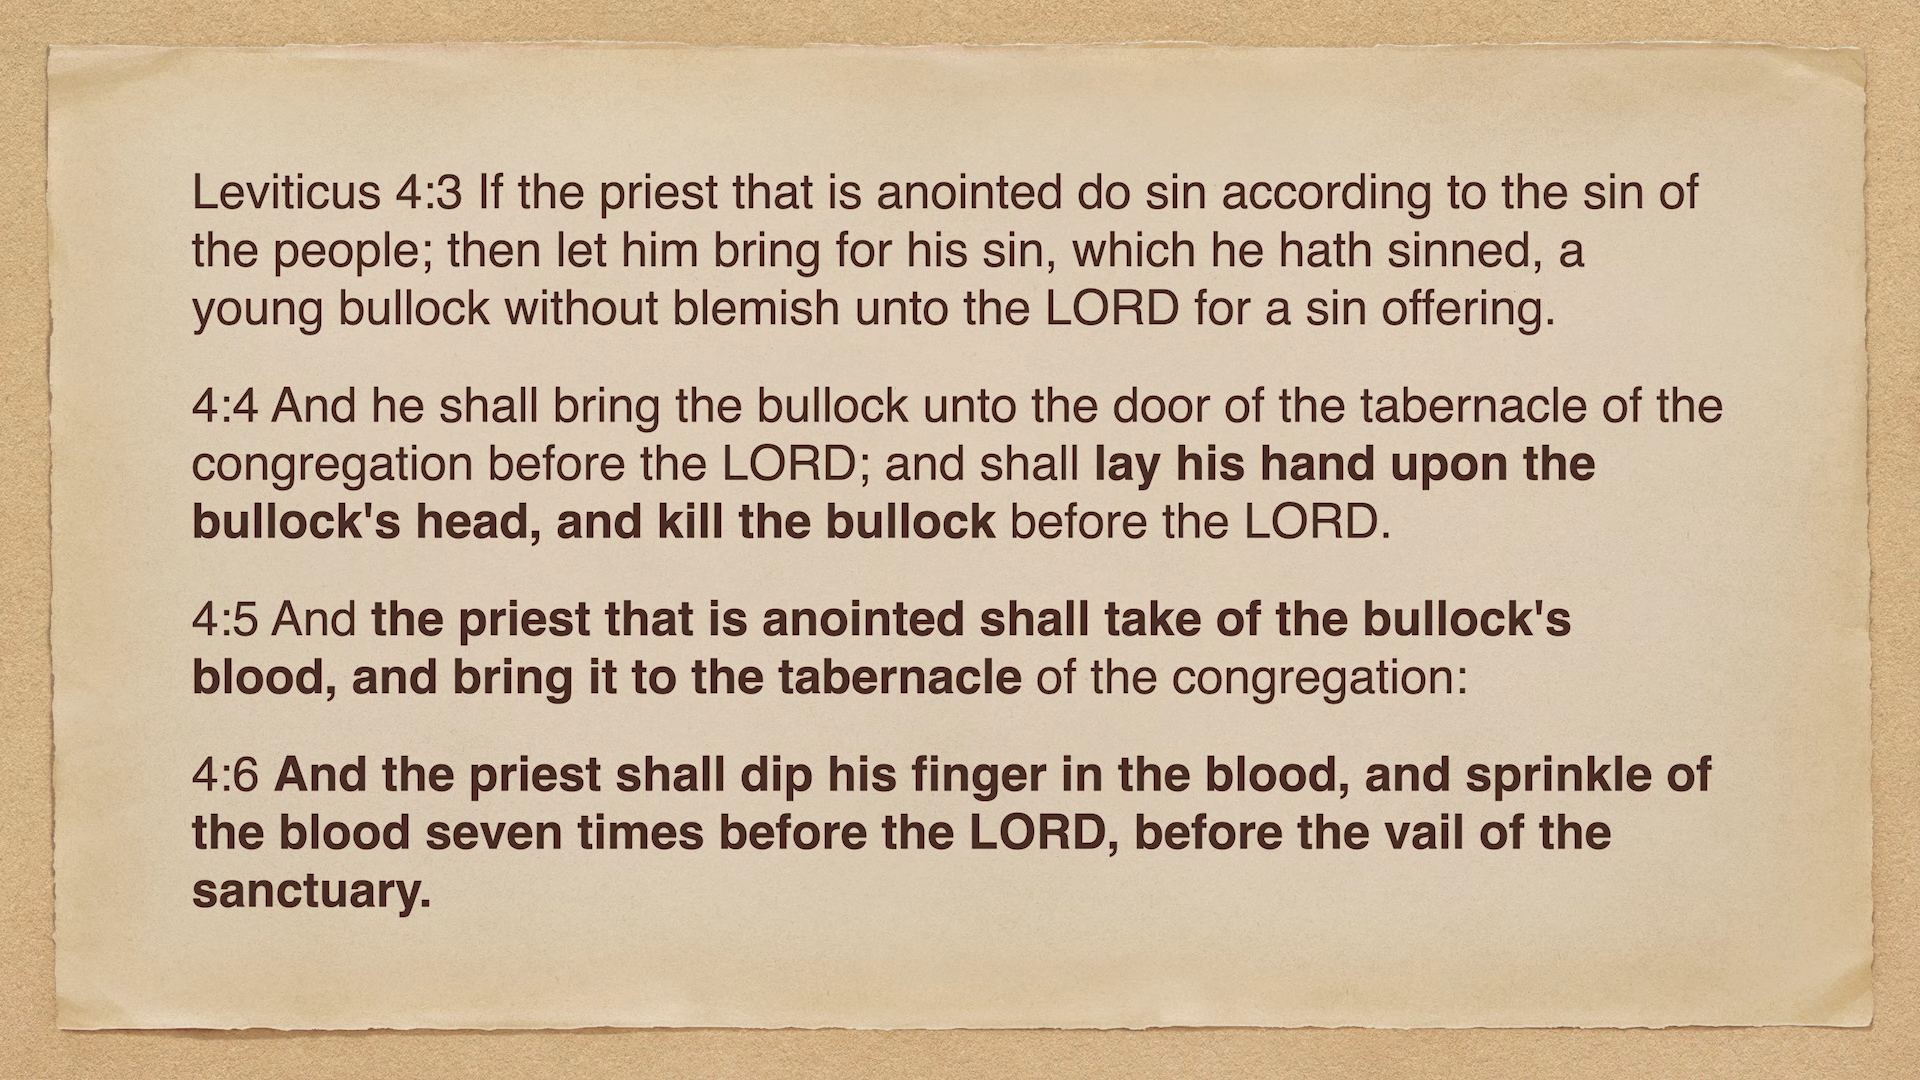 Leviticus 4:3 If the priest that is anointed do sin according to the sin of
the people; then let him bring for his sin, which he hath sinned, a
young bullock without blemish unto the LORD for a sin offering.
4:4 And he shall bring the bullock unto the door of the tabernacle of the
congregation before the LORD; and shall lay his hand upon the
bullock's head, and kill the bullock before the LORD.
4:5 And the priest that is anointed shall take of the bullock's
blood, and bring it to the tabernacle of the congregation:
4:6 And the priest shall dip his finger in the blood, and sprinkle of
the blood seven times before the LORD, before the vail of the
sanctuary.